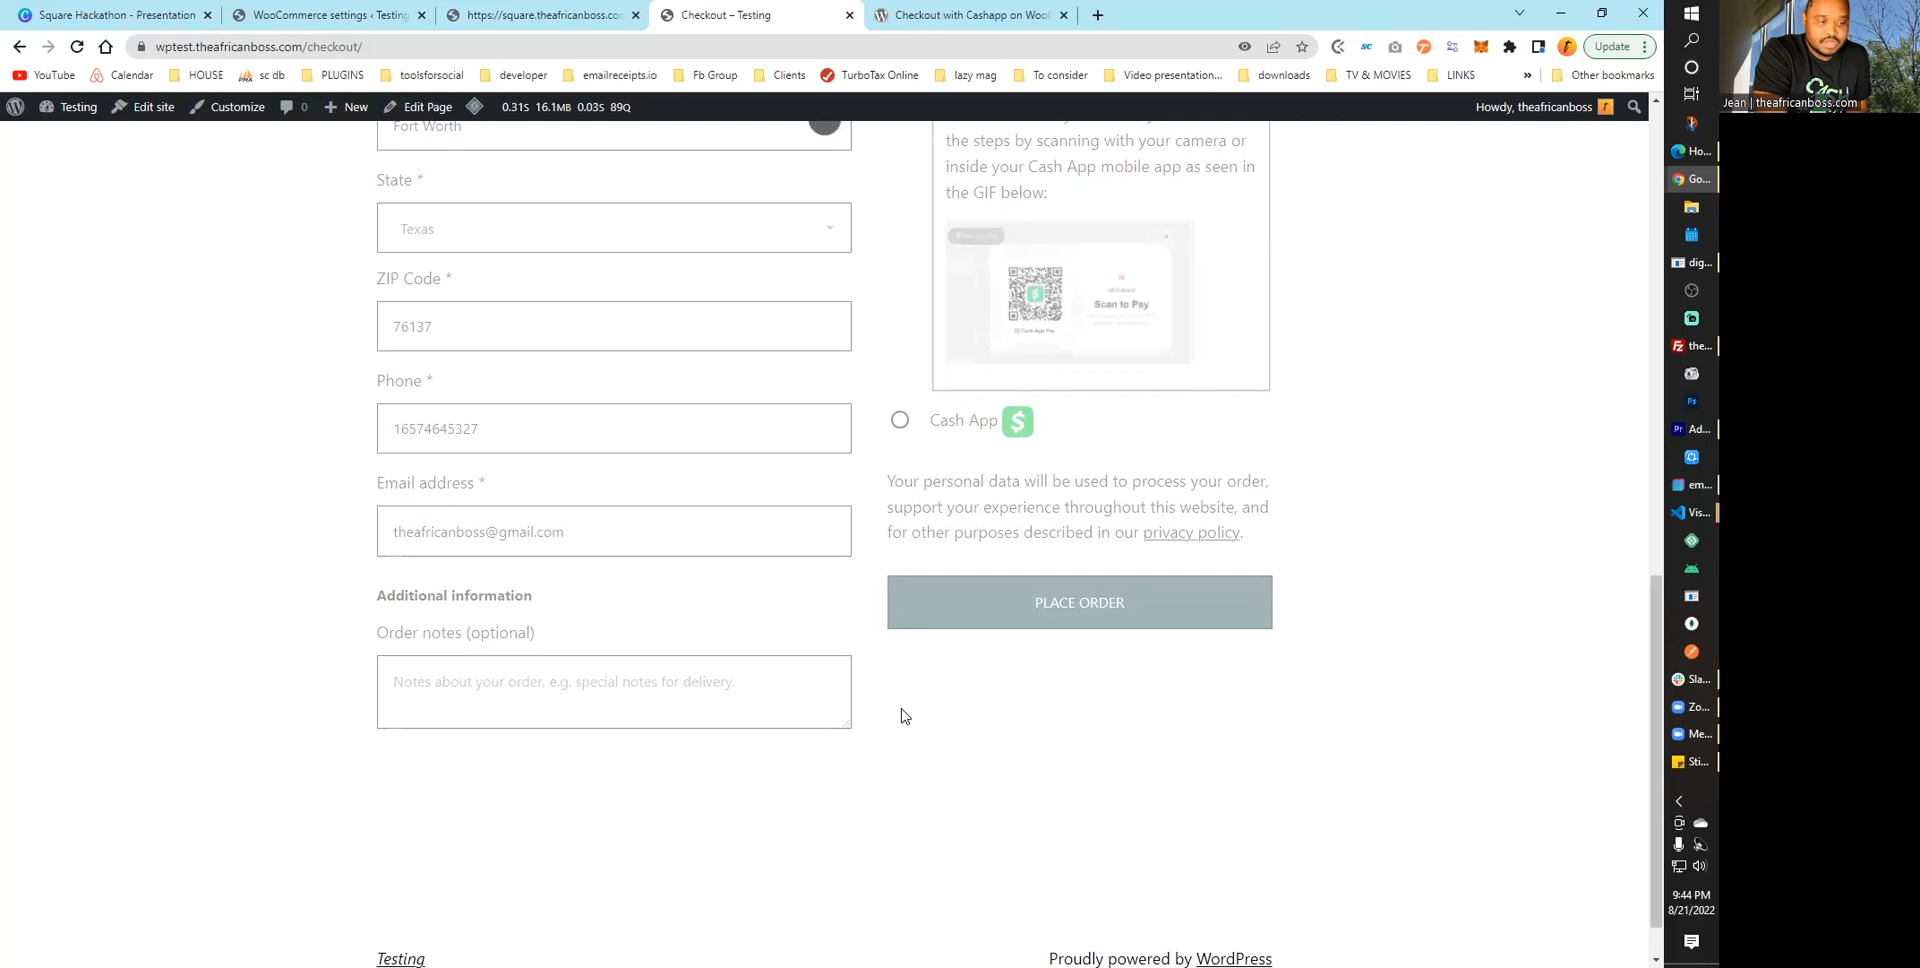 Square Hackathon - Presentation
WooCommerce settings ‹ Testing
https://square.theafricanboss.con
Checkout – Testing
Checkout with Cashapp on Woo
wptest.theafricanboss.com/checkout/
Update
YouTube
Calendar
HOUSE
sc db
PLUGINS
toolsforsocial
developer
emailreceipts.io
Fb Group
Clients
TurboTax Online
lazy mag
To consider
Video presentation...
downloads
TV & MOVIES
LINKS
»
Other bookmarks
Testing
Edit site
Customize
0
New
Edit Page
0.31S 16.1MB 0.03S 89Q
Howdy, theafricanboss
Fort Worth
State *
Texas
ZIP Code *
76137
Phone *
16574645327
Email address *
theafricanboss@gmail.com
Additional information
Order notes (optional)
Notes about your order, e.g. special notes for delivery.
the steps by scanning with your camera or
inside your Cash App mobile app as seen in
the GIF below:
Scan to Pay
Cash App Pay
Cash App
Your personal data will be used to process your order,
support your experience throughout this website, and
for other purposes described in our privacy policy.
PLACE ORDER
Testing
Proudly powered by WordPress
Jean | theafricanboss.com
Ho...
Go...
dig...
the...
Ps
Pr Ad...
em...
Vis...
Sla...
Zo...
Me...
Sti...
9:44 PM
8/21/2022